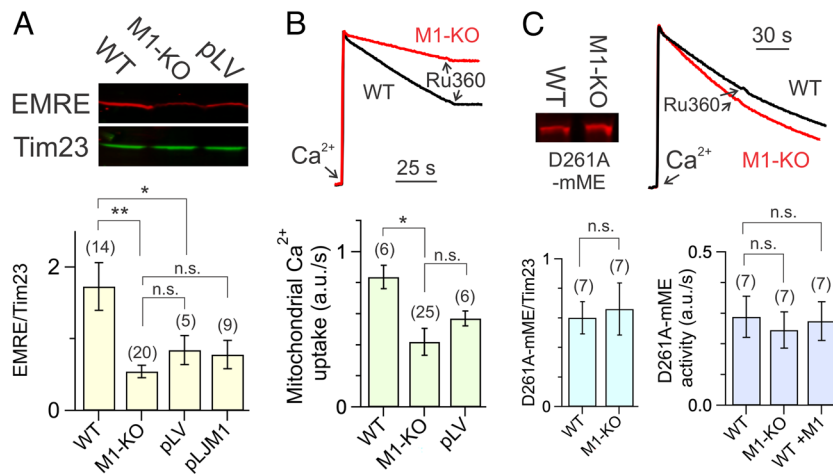 A
WT
M1-KO
pLV
EMRE
Tim23
*
**
(14)
n.s.
n.s.
(5)
(9)
(20)
2
1
0
EMRE/Tim23
WT
M1-KO
pLV
pLJM1
B
M1-KO
Ru360
WT
Ca2+
25 s
*
(6)
n.s.
(25)
(6)
1
0
Mitochondrial Ca2+
uptake (a.u./s)
WT
M1-KO
pLV
C
WT
M1-KO
D261A
-mME
30 s
WT
Ru360
M1-KO
Ca2+
n.s.
(7)
(7)
1
0
D261A-mME/Tim23
WT
M1-KO
n.s.
n.s.
(7)
(7)
(7)
0.5
0.0
D261A-mME
activity (a.u./s)
WT
M1-KO
WT +M1